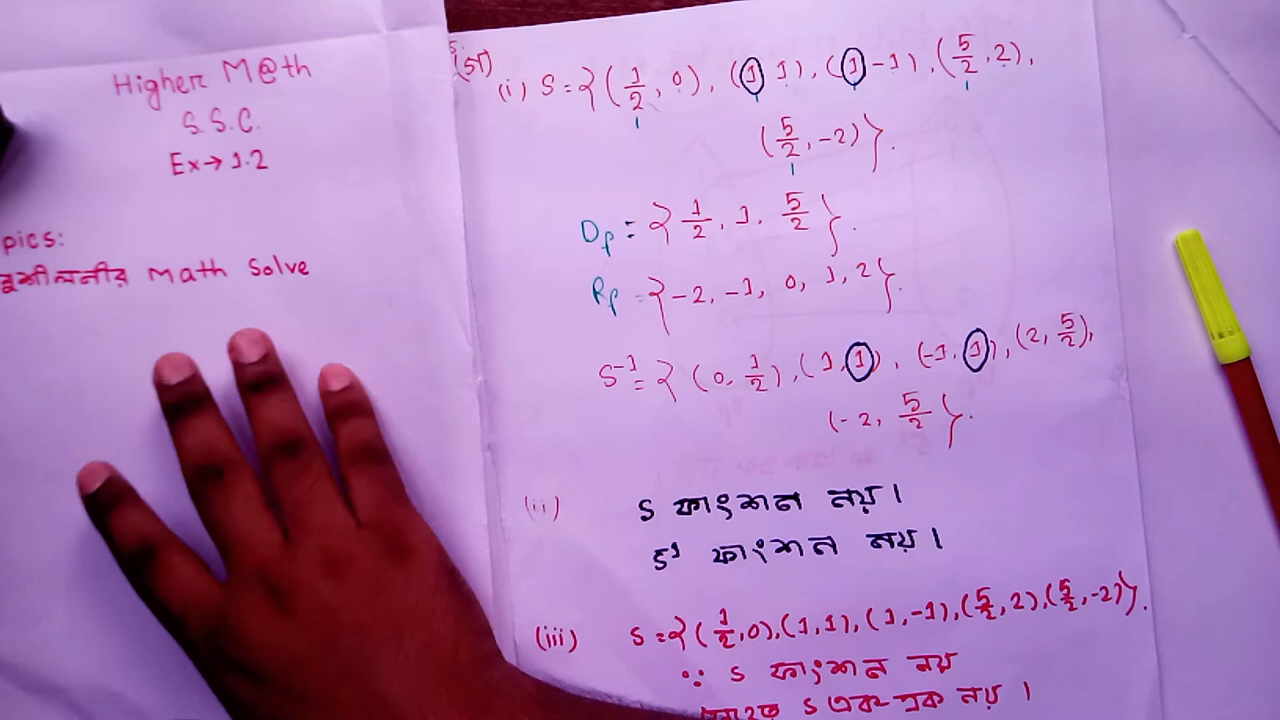 Higher M@th
S.S.C.
Ex→1.2
pics:
নুশীলনীর Math Solve
(ঙ)
(i) S = {(1/2, 0), (1, 1), (1, -1), (5/2, 2),
(5/2, -2)}.
Dₚ = {1/2, 1, 5/2}.
Rₚ = {-2, -1, 0, 1, 2}.
S⁻¹ = {(0, 1/2), (1, 1), (-1, 1), (2, 5/2),
(-2, 5/2)}.
(ii) S ফাংশন নয়।
S¹ ফাংশন নয়।
(iii) S = {(1/2, 0), (1, 1), (1, -1), (5/2, 2), (5/2, -2)}.
∵ S ফাংশন নয়
S এক-এক নয়।